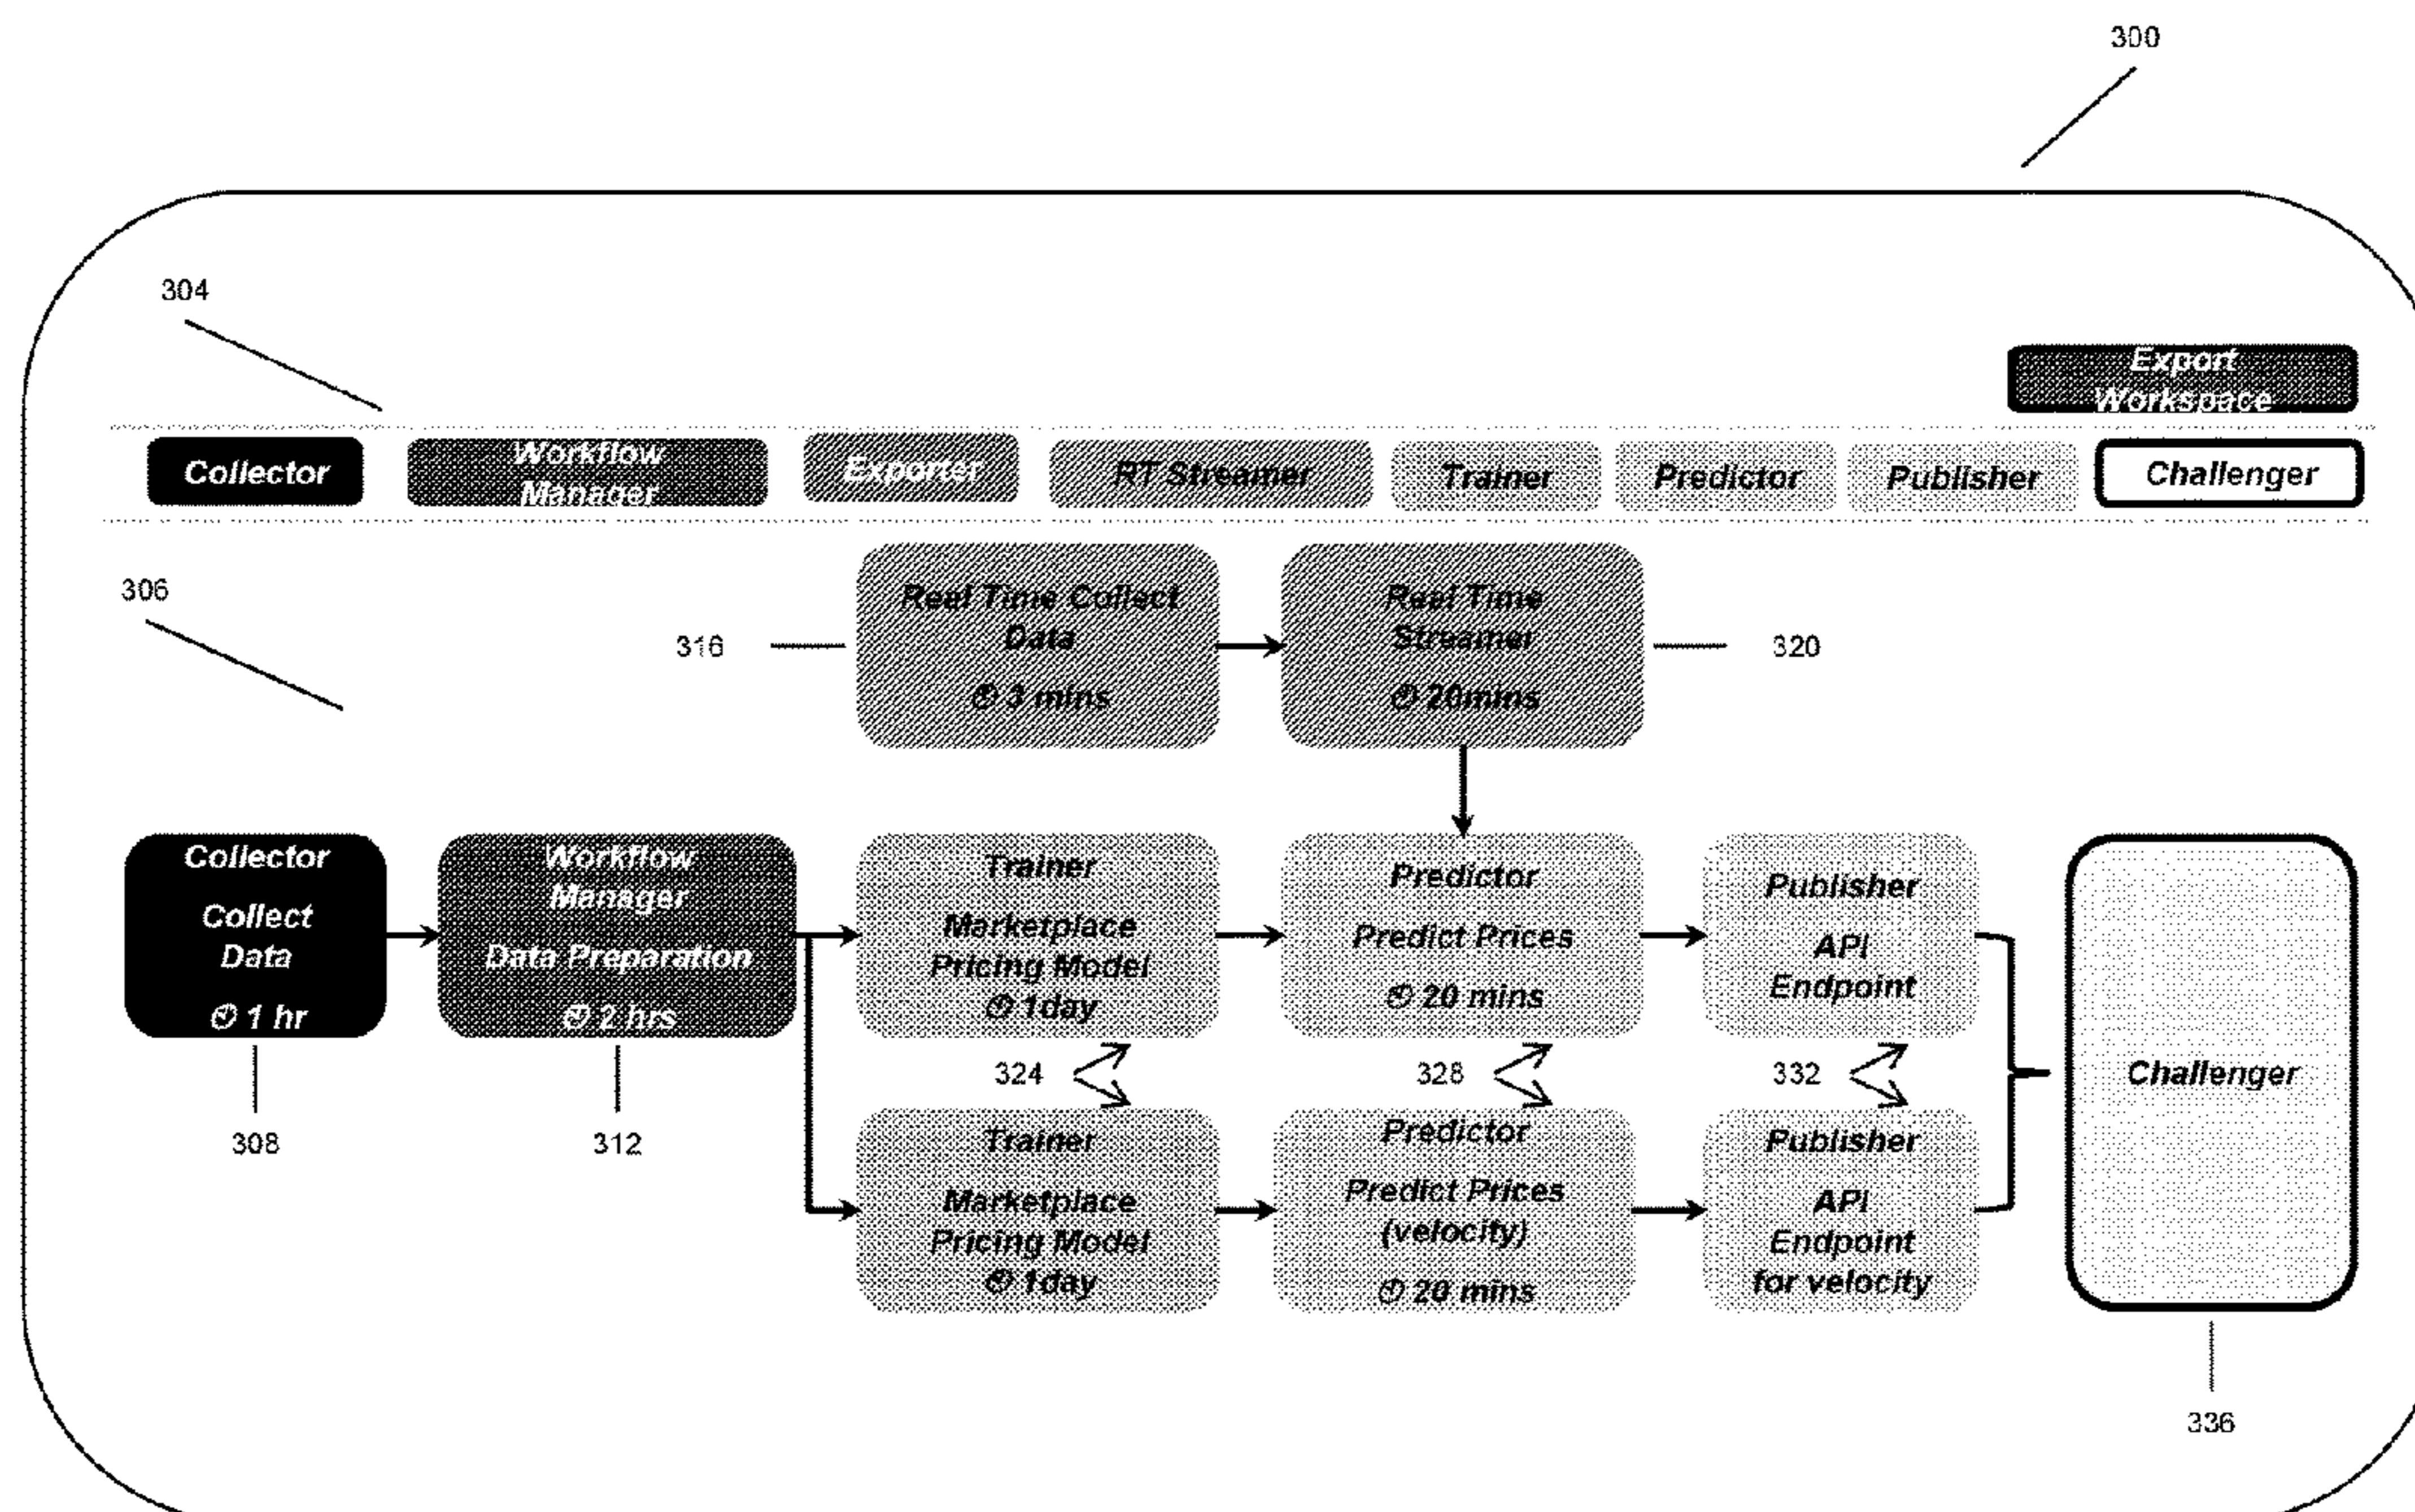 300
304
Export
Workspace
Collector
Workflow
Manager
Exporter
RT Streamer
Trainer
Predictor
Publisher
Challenger
306
316
Real Time Collect
Data
3 mins
Real Time
Streamer
20mins
320
Collector
Collect
Data
1 hr
Workflow
Manager
Data Preparation
2 hrs
Trainer
Marketplace
Pricing Model
1day
Predictor
Predict Prices
20 mins
Publisher
API
Endpoint
Challenger
308
312
324
328
332
Trainer
Marketplace
Pricing Model
1day
Predictor
Predict Prices
(velocity)
20 mins
Publisher
API
Endpoint
for velocity
336